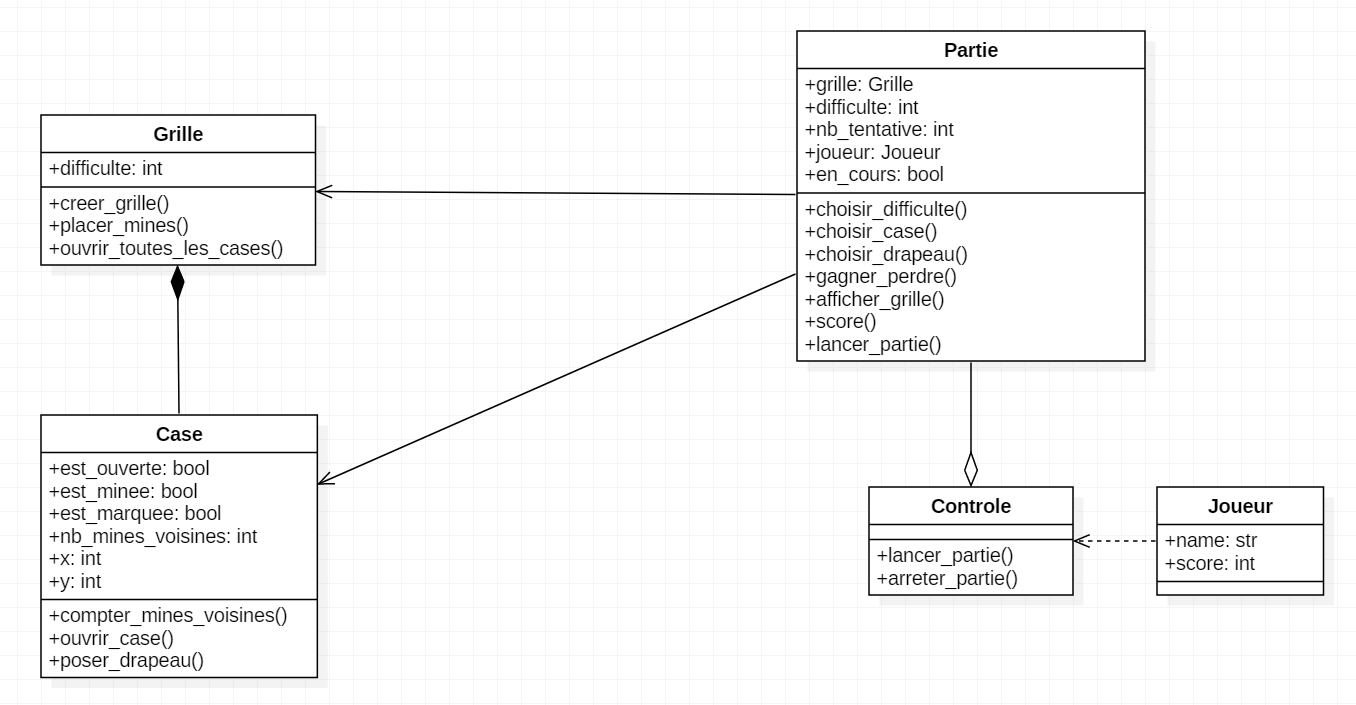 Grille
+difficulte: int
+creer_grille()
+placer_mines()
+ouvrir_toutes_les_cases()
Partie
+grille: Grille
+difficulte: int
+nb_tentative: int
+joueur: Joueur
+en_cours: bool
+choisir_difficulte()
+choisir_case()
+choisir_drapeau()
+gagner_perdre()
+afficher_grille()
+score()
+lancer_partie()
Case
+est_ouverte: bool
+est_minee: bool
+est_marquee: bool
+nb_mines_voisines: int
+x: int
+y: int
+compter_mines_voisines()
+ouvrir_case()
+poser_drapeau()
Controle
+lancer_partie()
+arreter_partie()
Joueur
+name: str
+score: int